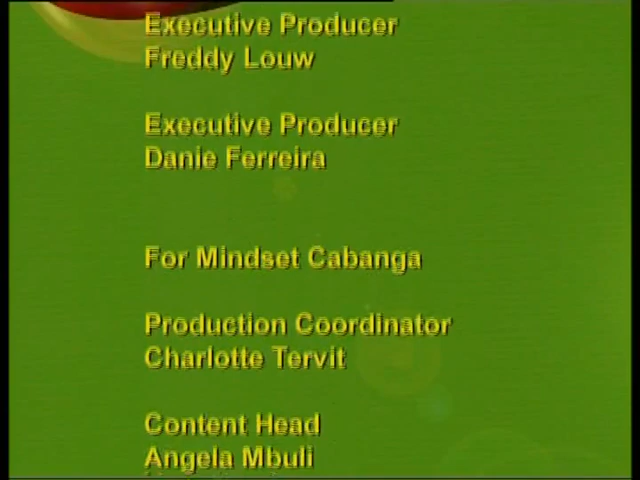 Executive Producer
Freddy Louw
Executive Producer
Danie Ferreira
For Mindset Cabanga
Production Coordinator
Charlotte Tervit
Content Head
Angela Mbuli